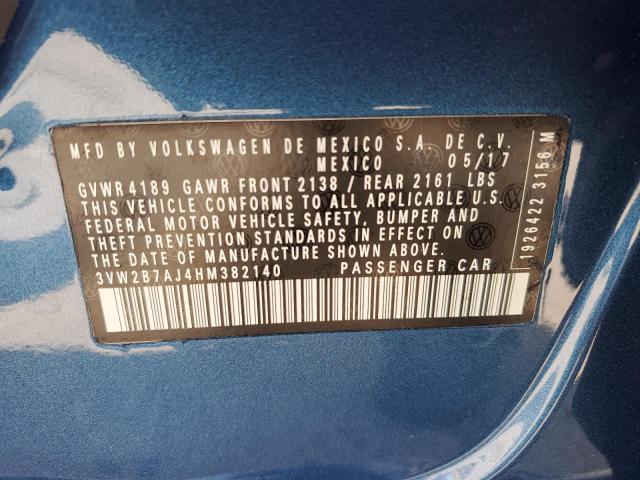 MFD BY VOLKSWAGEN DE MEXICO S.A. DE C.V.
MEXICO 05/17
GVWR 4189 GAWR FRONT 2138 / REAR 2161 LBS
THIS VEHICLE CONFORMS TO ALL APPLICABLE U.S.
FEDERAL MOTOR VEHICLE SAFETY, BUMPER AND
THEFT PREVENTION STANDARDS IN EFFECT ON
THE DATE OF MANUFACTURE SHOWN ABOVE.
3VW2B7AJ4HM382140 PASSENGER CAR
1926422 3156 M